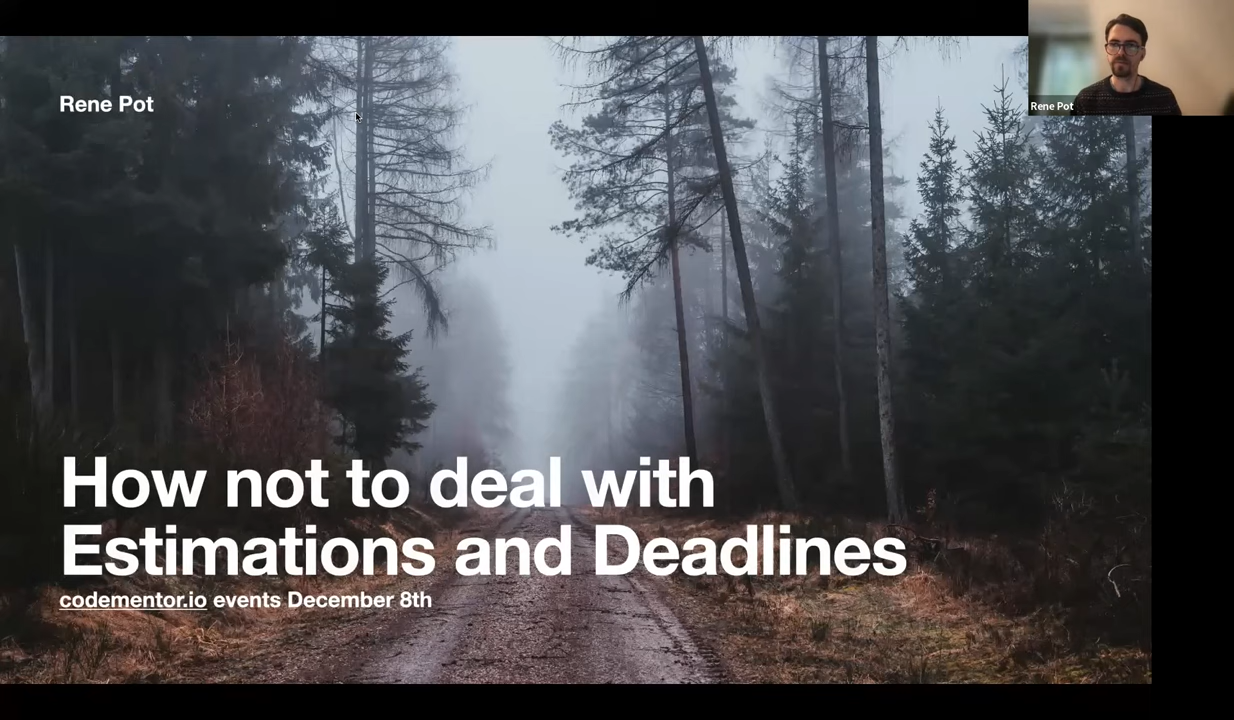 Rene Pot
Rene Pot
How not to deal with
Estimations and Deadlines
codementor.io events December 8th